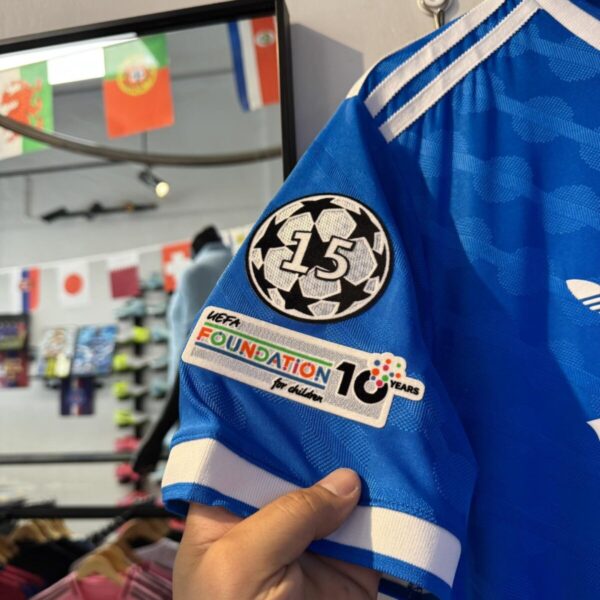 15
UEFA
FOUNDATION
for children
10
YEARS